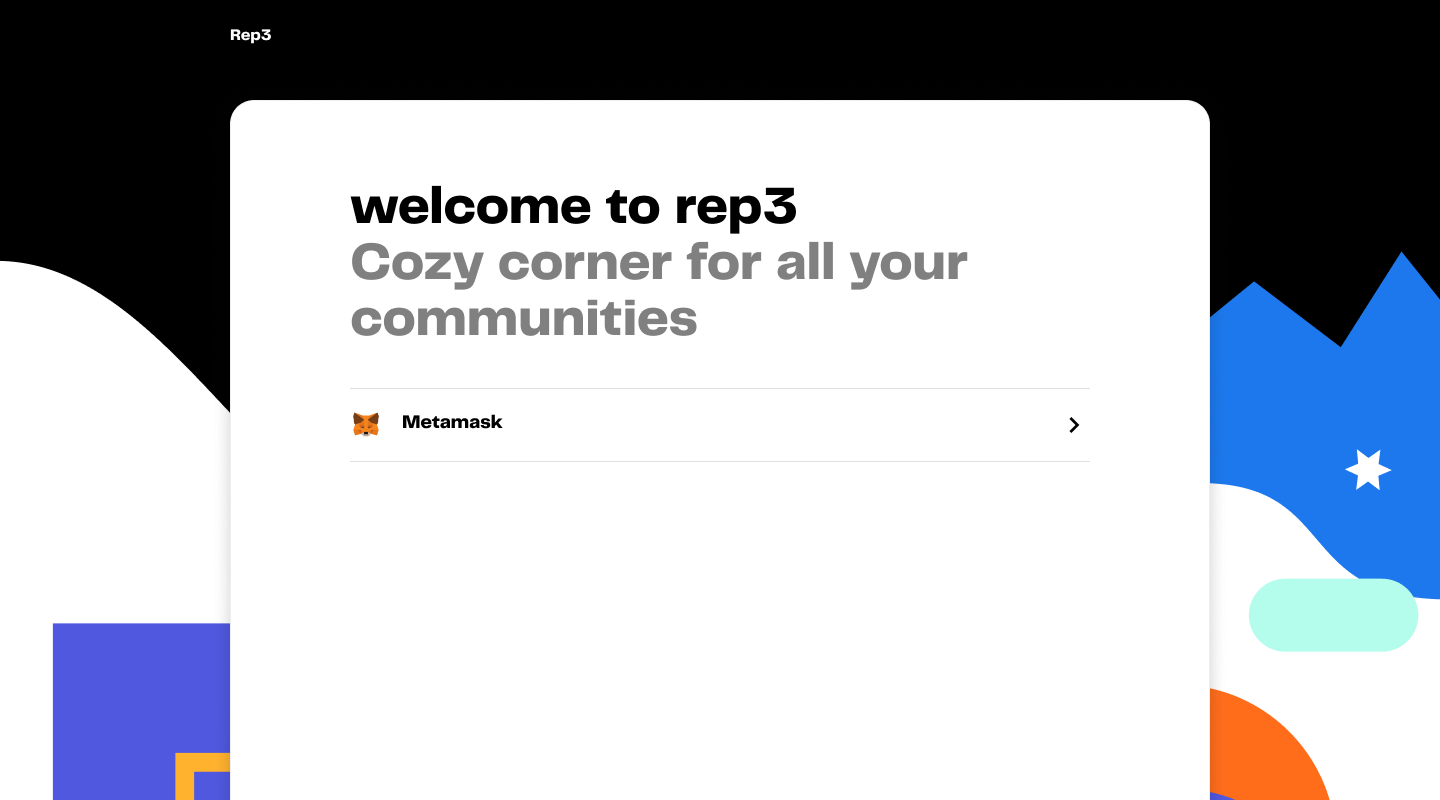 Rep3
welcome to rep3
Cozy corner for all your
communities
Metamask